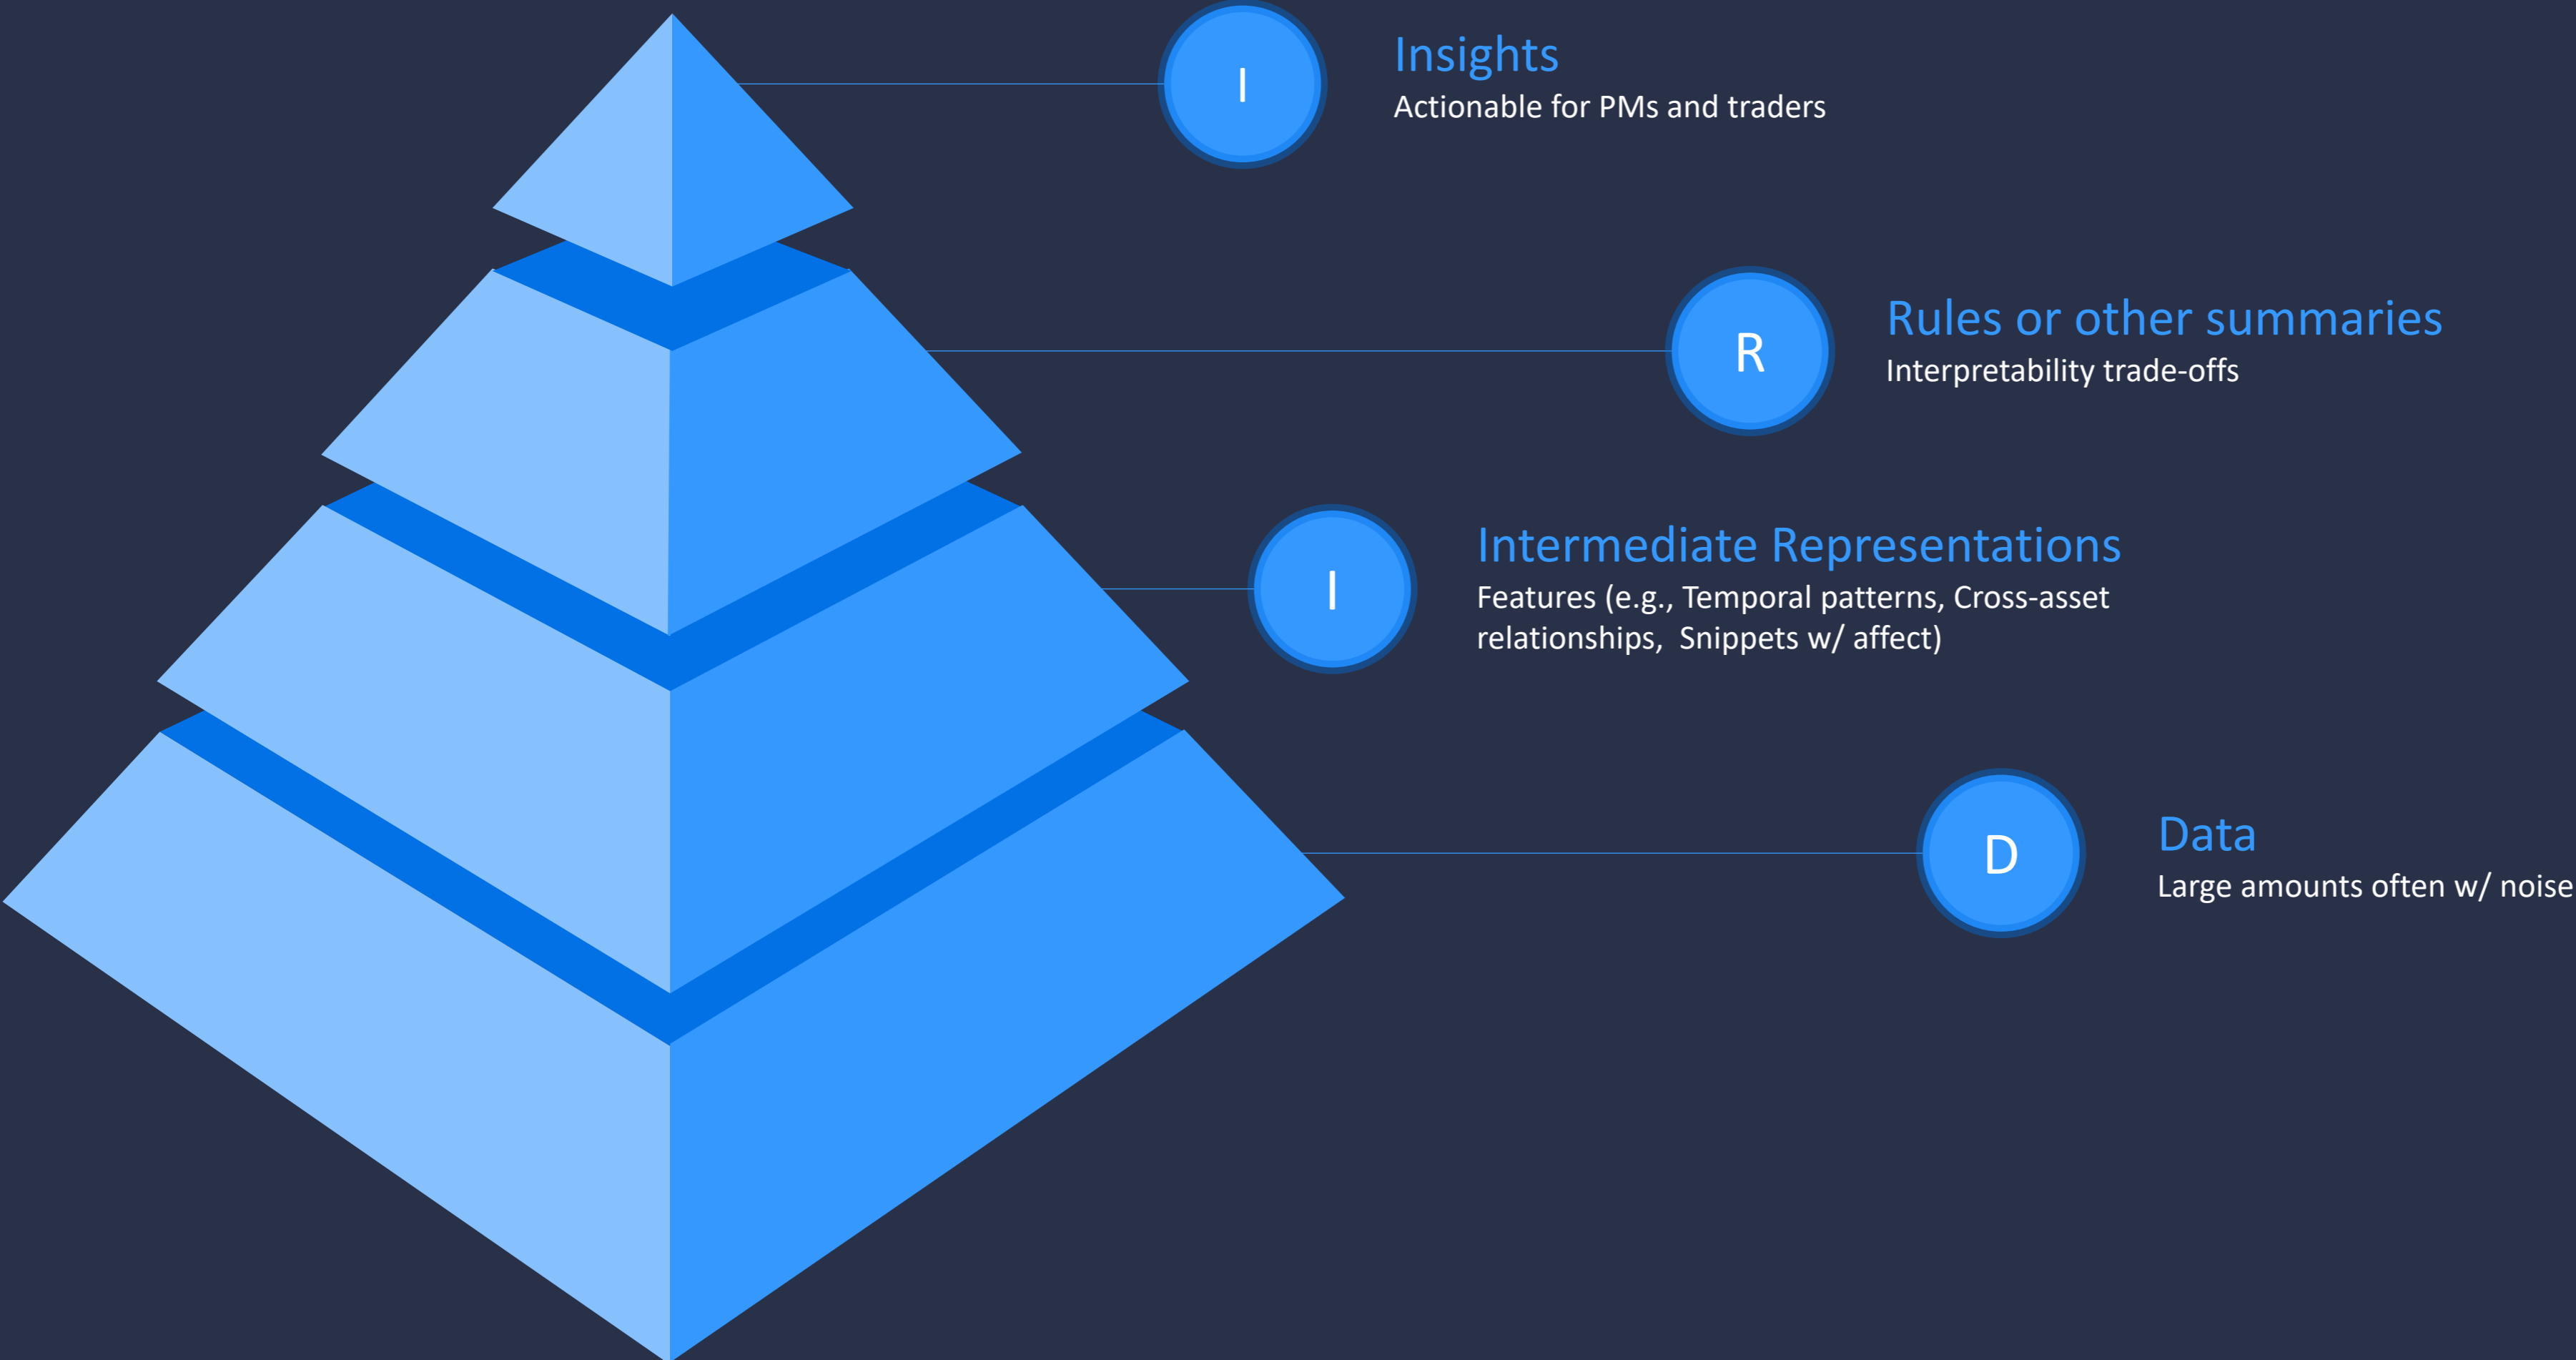 I
Insights
Actionable for PMs and traders
R
Rules or other summaries
Interpretability trade-offs
I
Intermediate Representations
Features (e.g., Temporal patterns, Cross-asset
relationships,  Snippets w/ affect)
D
Data
Large amounts often w/ noise